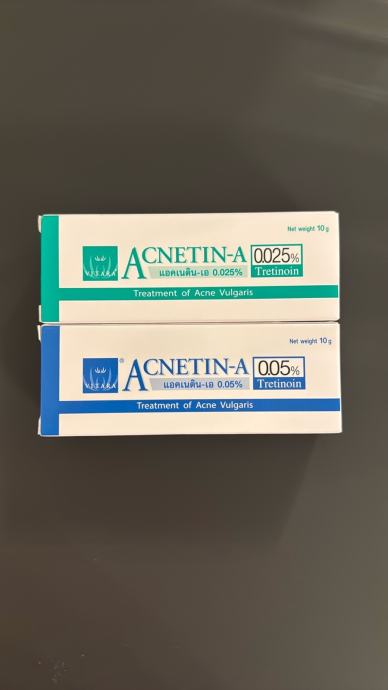 Net weight 10 g
VITARA
ACNETIN-A 0.025%
แอคเนติน-เอ 0.025% Tretinoin
Treatment of Acne Vulgaris
Net weight 10 g
VITARA ®
ACNETIN-A 0.05%
แอคเนติน-เอ 0.05% Tretinoin
Treatment of Acne Vulgaris